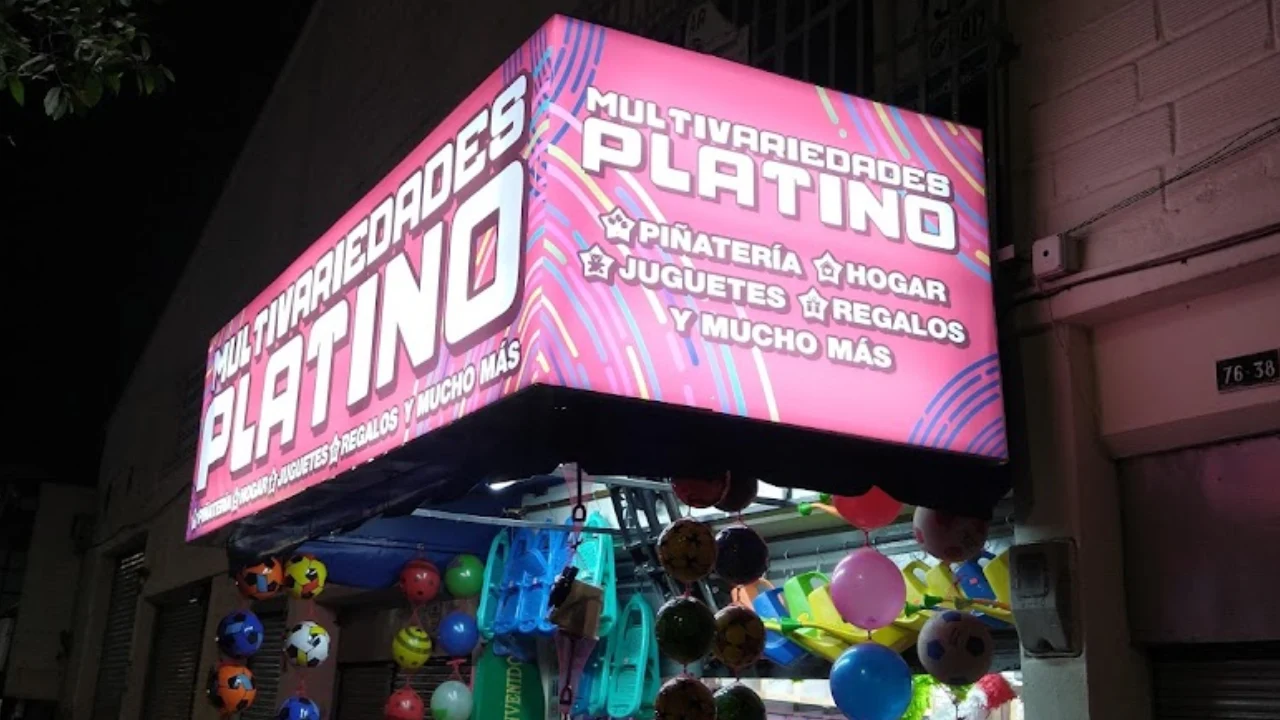 MULTIVARIEDADES
PLATINO
PIÑATERÍA HOGAR JUGUETES REGALOS Y MUCHO MÁS
MULTIVARIEDADES
PLATINO
PIÑATERÍA HOGAR
JUGUETES REGALOS
Y MUCHO MÁS
76-38